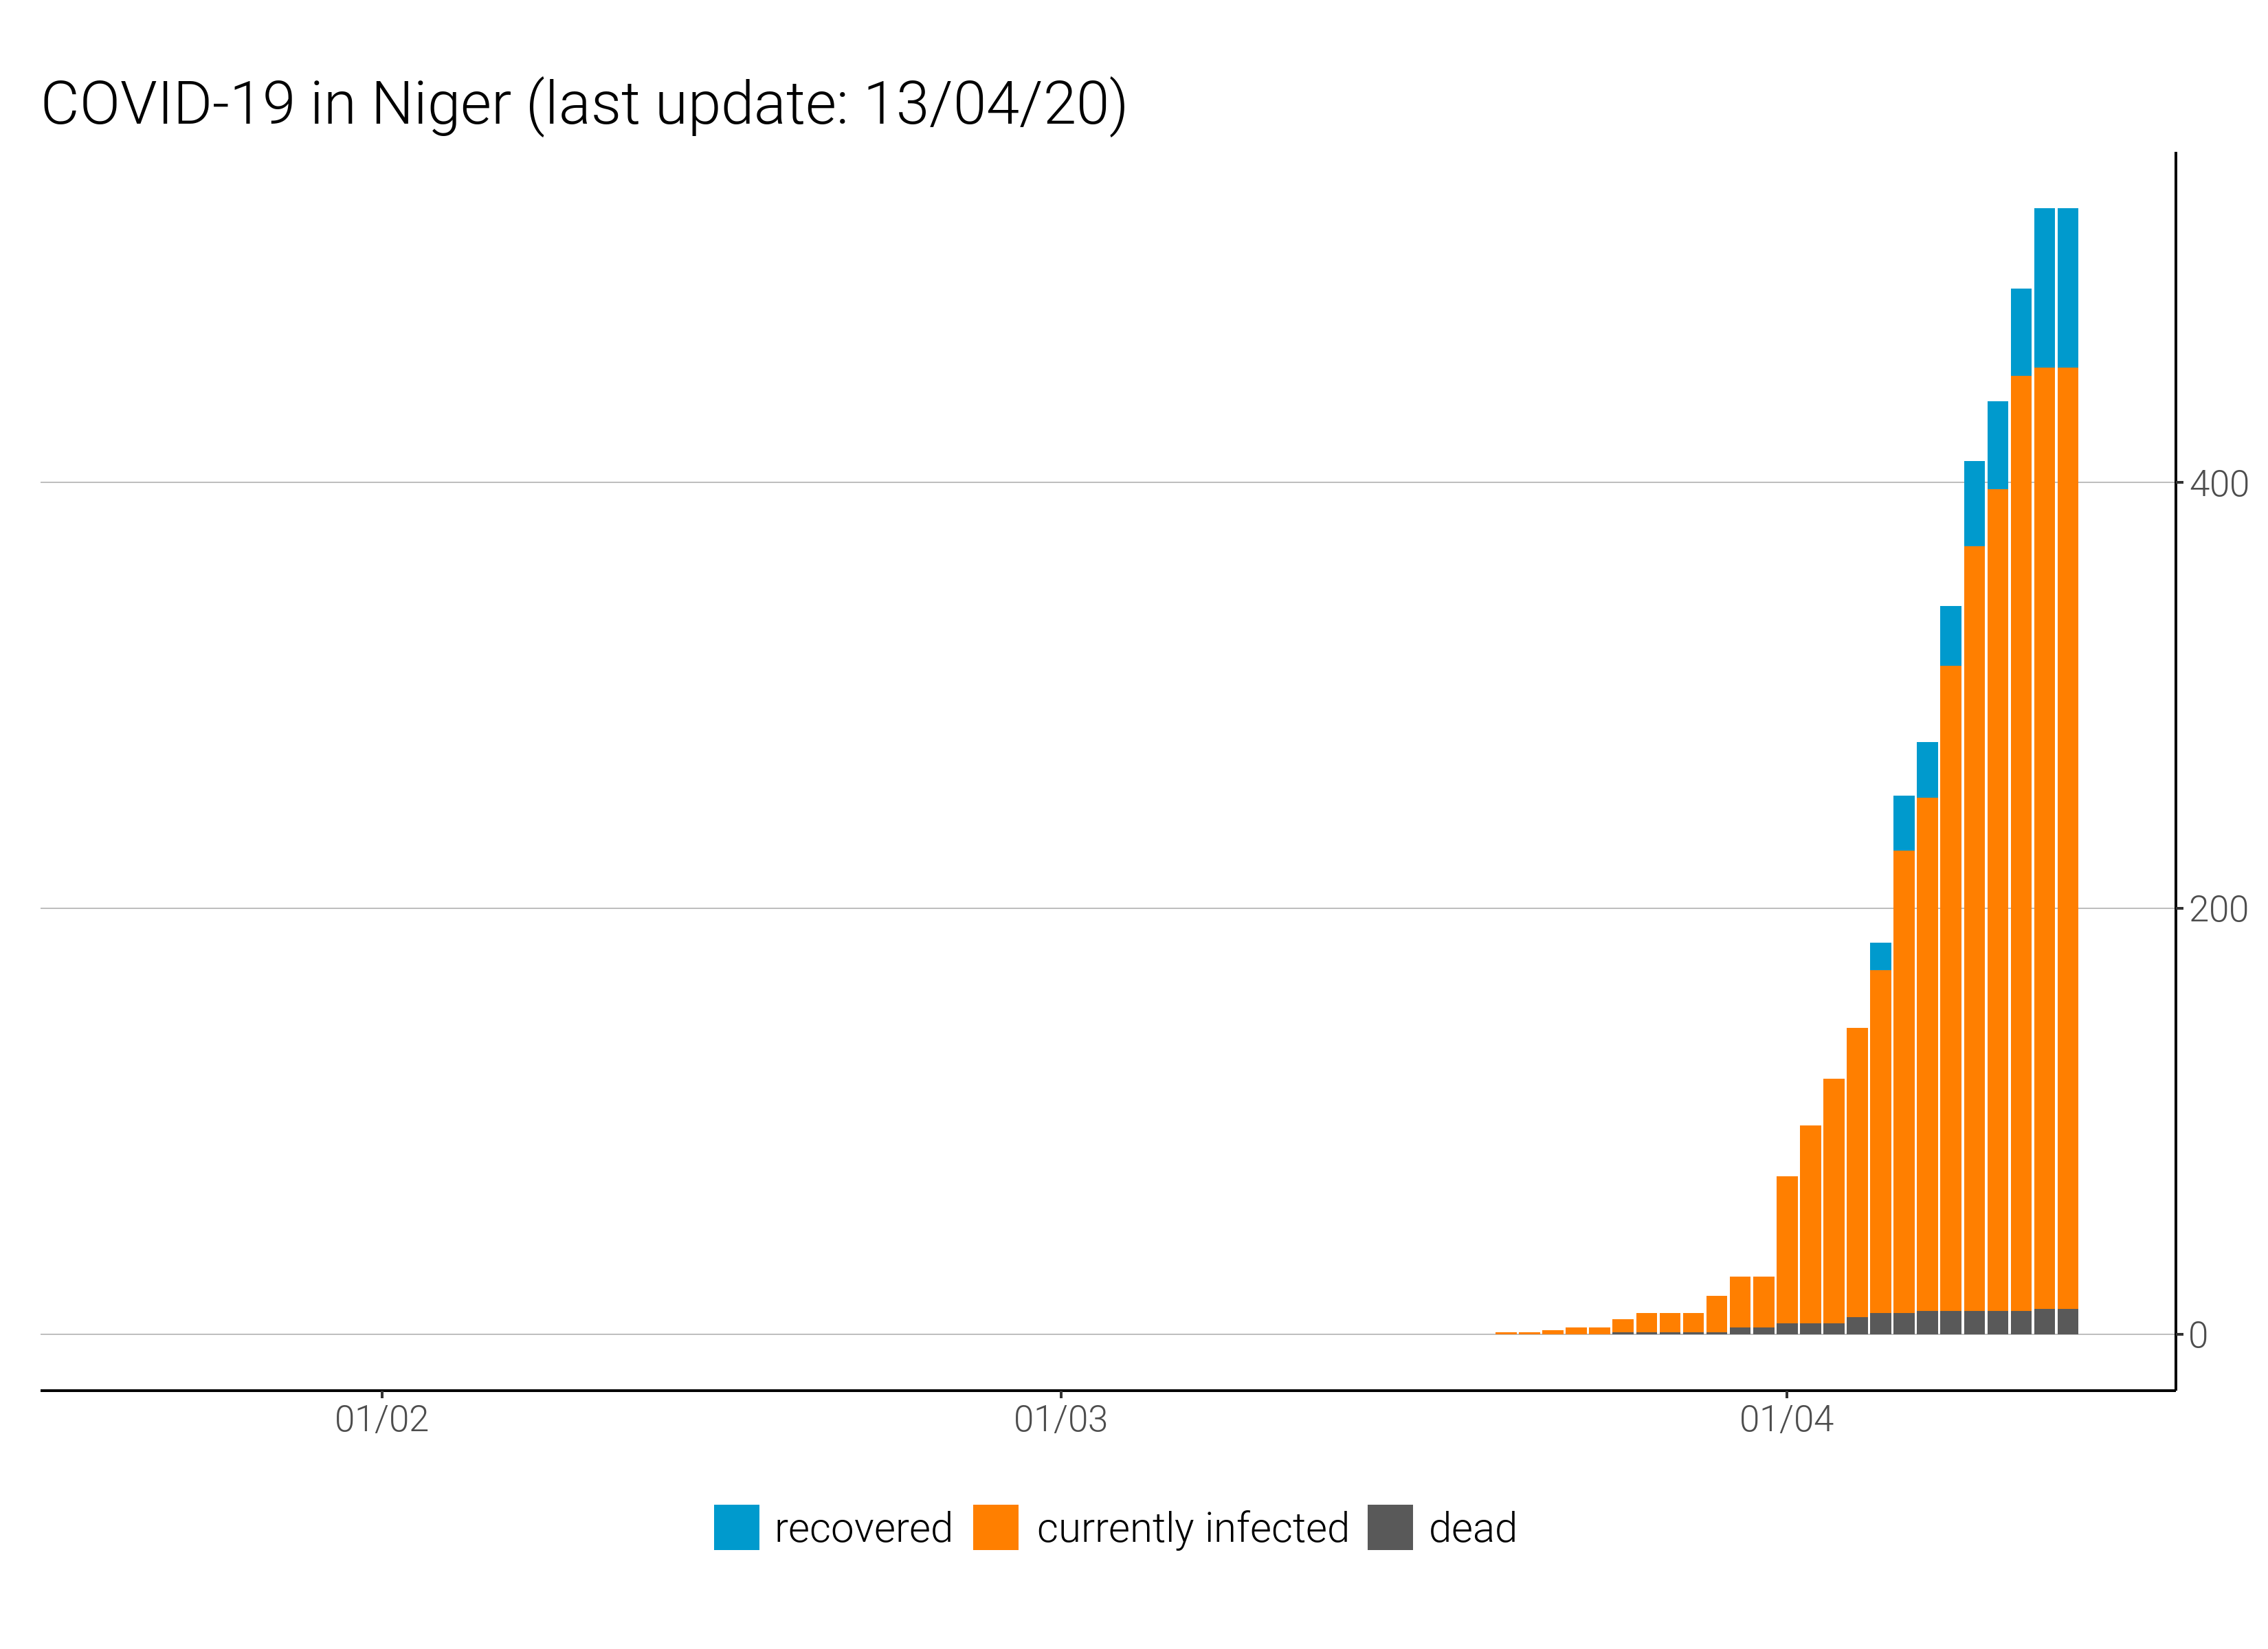 COVID-19 in Niger (last update: 13/04/20)
400
200
0
01/02 01/03 01/04
recovered currently infected dead